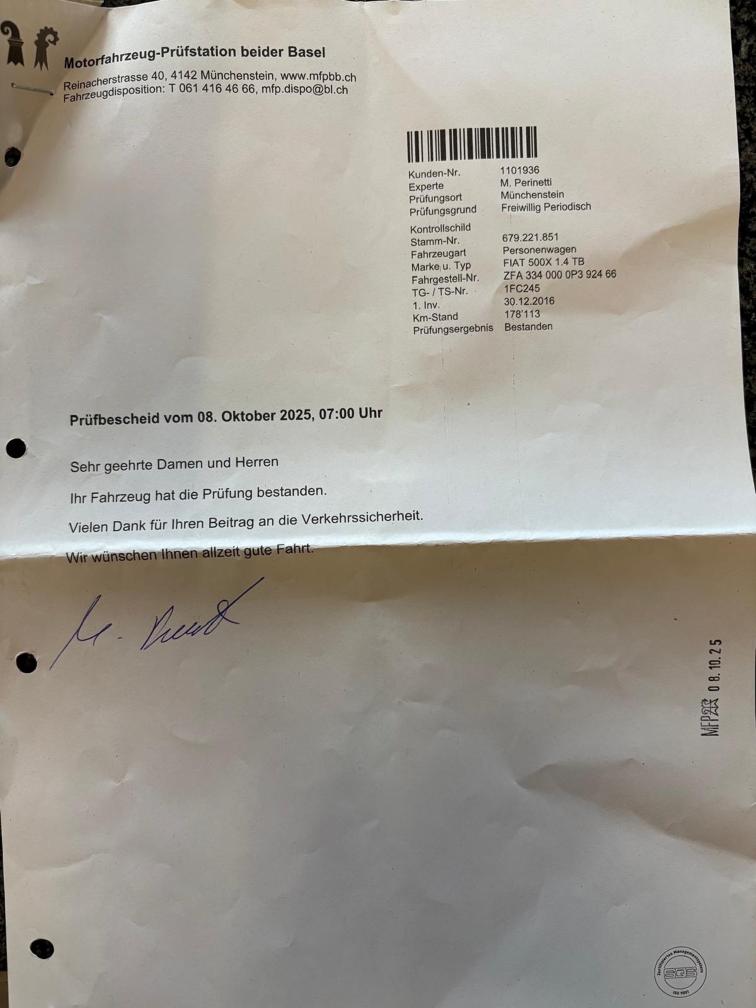 Motorfahrzeug-Prüfstation beider Basel
Reinacherstrasse 40, 4142 Münchenstein, www.mfpbb.ch
Fahrzeugdisposition: T 061 416 46 66, mfp.dispo@bl.ch
Kunden-Nr. 1101936
Experte M. Perinetti
Prüfungsort Münchenstein
Prüfungsgrund Freiwillig Periodisch
Kontrollschild
Stamm-Nr. 679.221.851
Fahrzeugart Personenwagen
Marke u. Typ FIAT 500X 1.4 TB
Fahrgestell-Nr. ZFA 334 000 0P3 924 66
TG- / TS-Nr. 1FC245
1. Inv. 30.12.2016
Km-Stand 178'113
Prüfungsergebnis Bestanden
Prüfbescheid vom 08. Oktober 2025, 07:00 Uhr
Sehr geehrte Damen und Herren
Ihr Fahrzeug hat die Prüfung bestanden.
Vielen Dank für Ihren Beitrag an die Verkehrssicherheit.
Wir wünschen Ihnen allzeit gute Fahrt.
08.10.25
SQS
ISO 9001